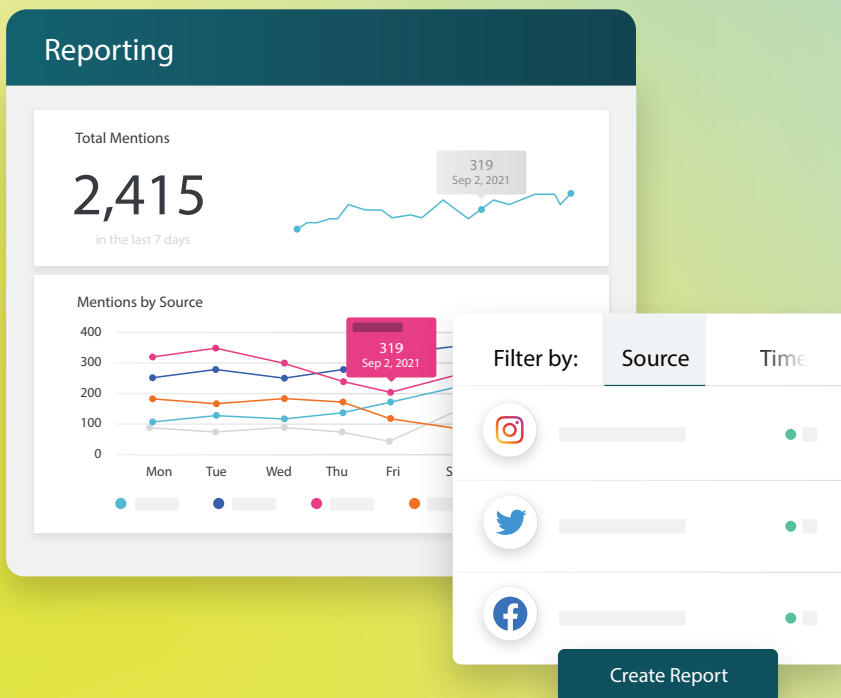 Reporting
Total Mentions
2,415
in the last 7 days
319
Sep 2, 2021
Mentions by Source
400
300
200
100
0
319
Sep 2, 2021
Mon Tue Wed Thu Fri S
Filter by: Source Time
Create Report